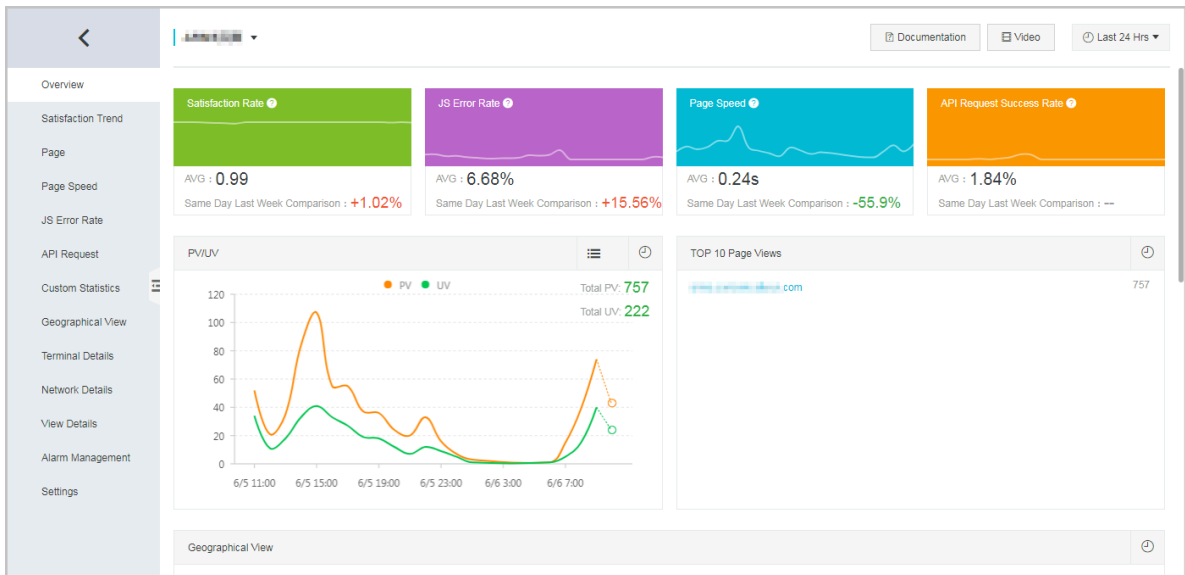 Documentation
Video
Last 24 Hrs
Overview
Satisfaction Trend
Page
Page Speed
JS Error Rate
API Request
Custom Statistics
Geographical View
Terminal Details
Network Details
View Details
Alarm Management
Settings
Satisfaction Rate ?
AVG : 0.99
Same Day Last Week Comparison : +1.02%
JS Error Rate ?
AVG : 6.68%
Same Day Last Week Comparison : +15.56%
Page Speed ?
AVG : 0.24s
Same Day Last Week Comparison : -55.9%
API Request Success Rate ?
AVG : 1.84%
Same Day Last Week Comparison : --
PV/UV
PV UV
Total PV: 757
Total UV: 222
120
100
80
60
40
20
0
6/5 11:00 6/5 15:00 6/5 19:00 6/5 23:00 6/6 3:00 6/6 7:00
TOP 10 Page Views
.com 757
Geographical View